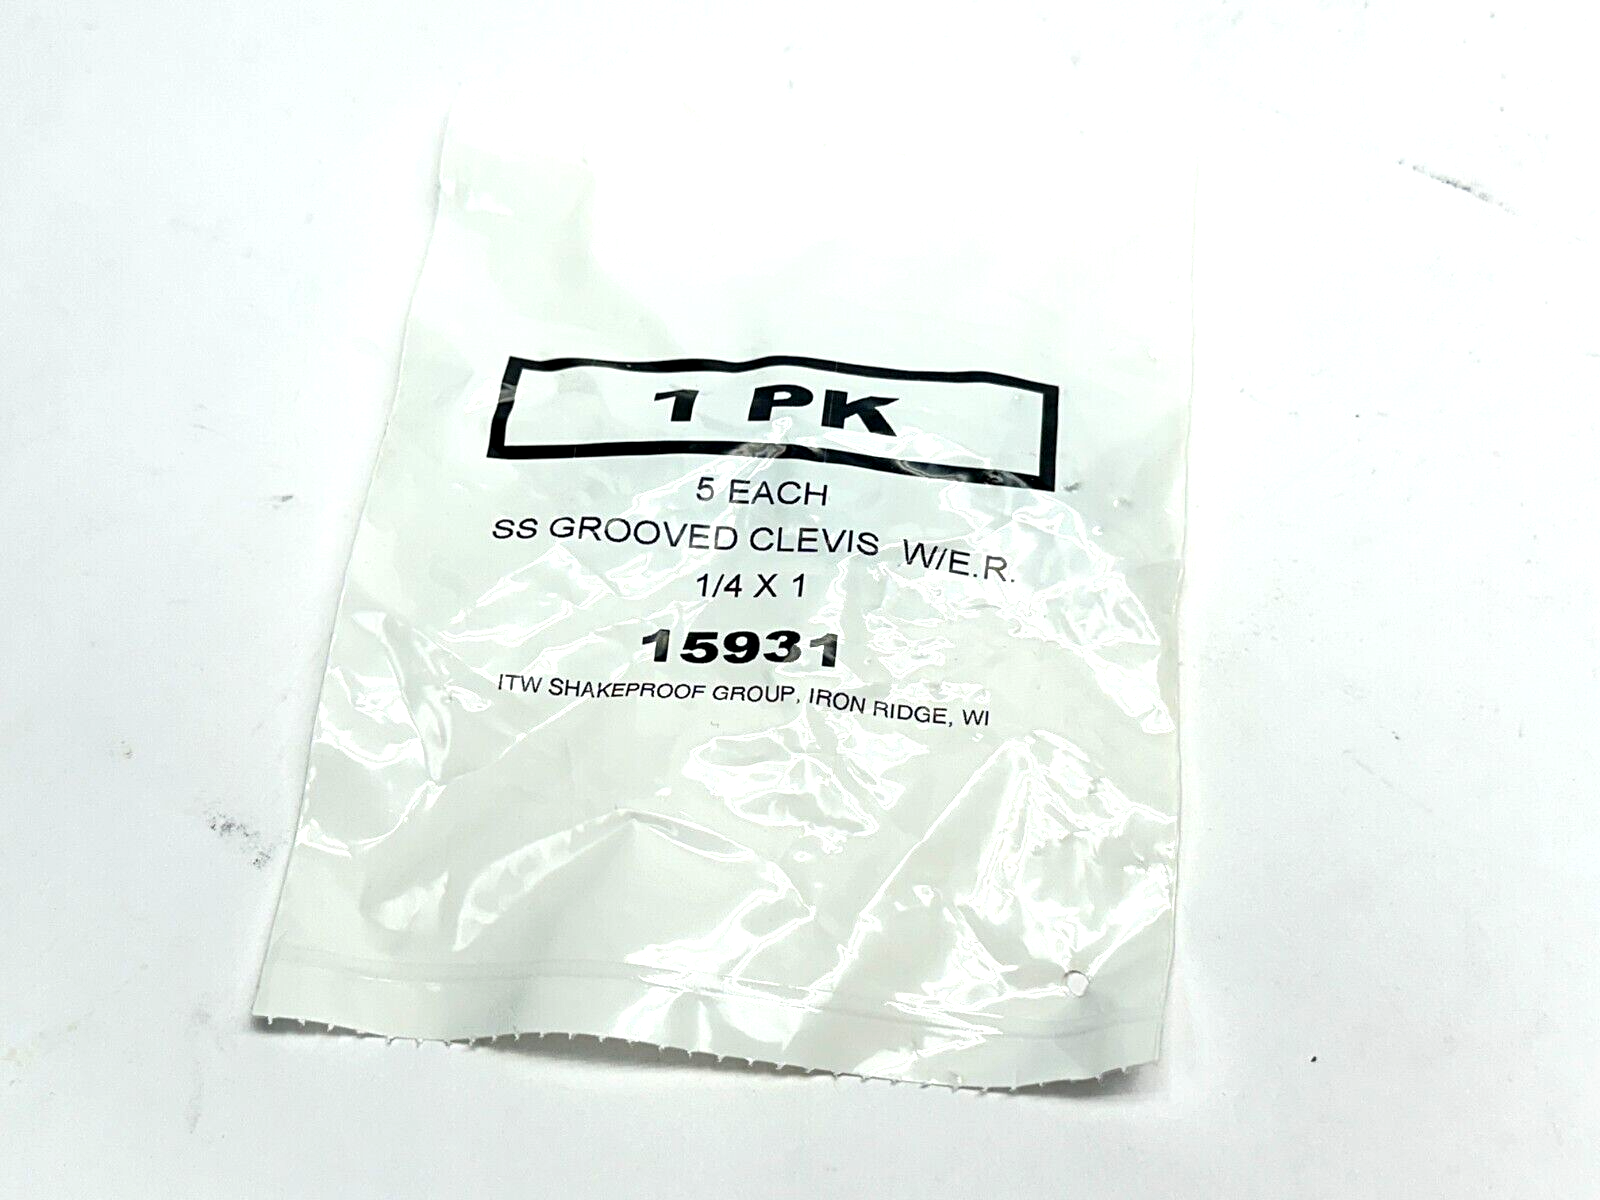 1 PK
5 EACH
SS GROOVED CLEVIS W/E.R.
1/4 X 1
15931
ITW SHAKEPROOF GROUP, IRON RIDGE, WI